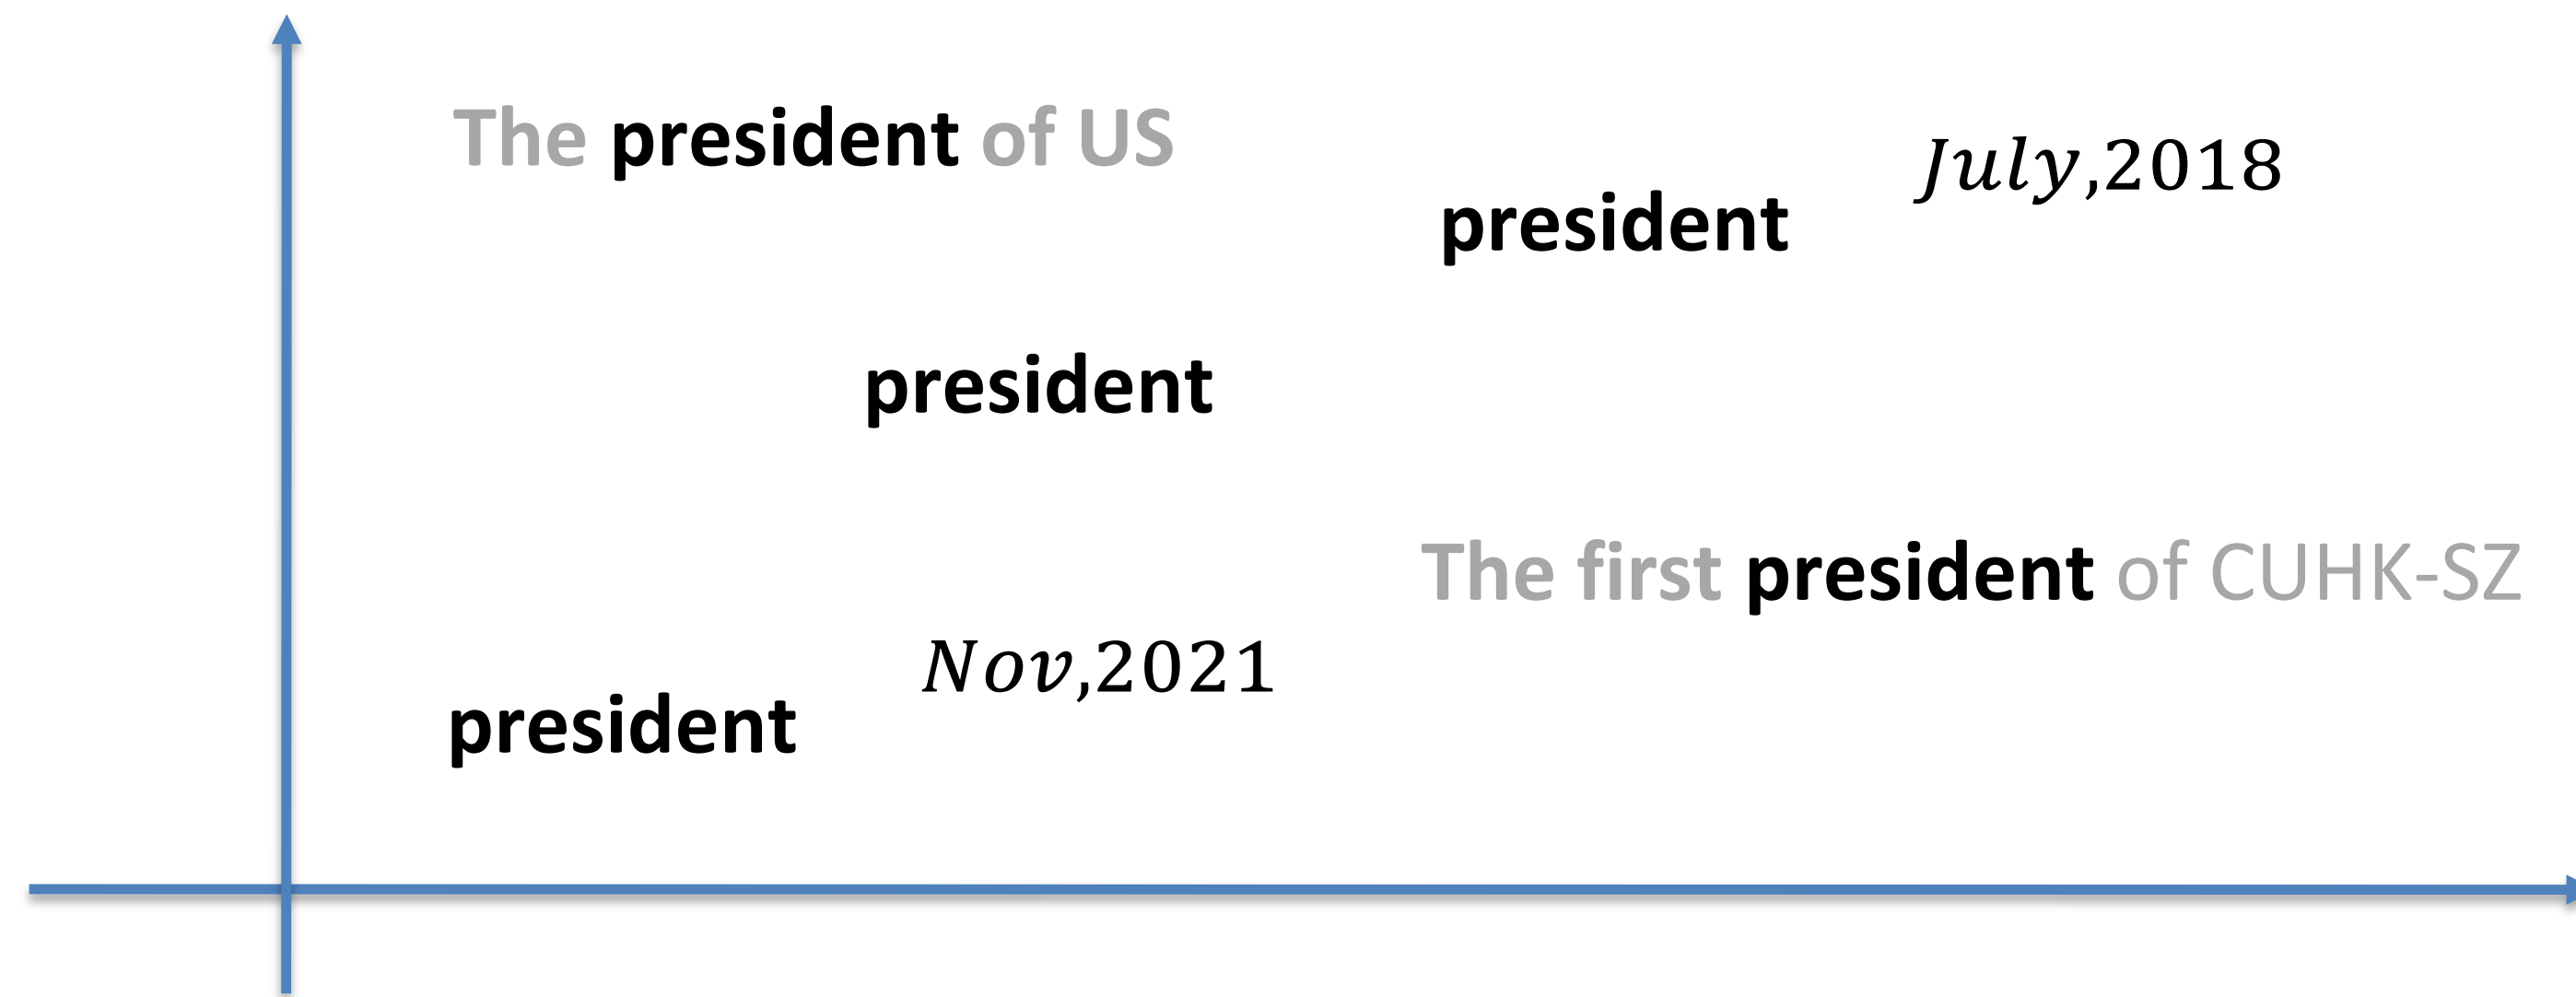 The president of US
July,2018
president
president
The first president of CUHK-SZ
Nov,2021
president